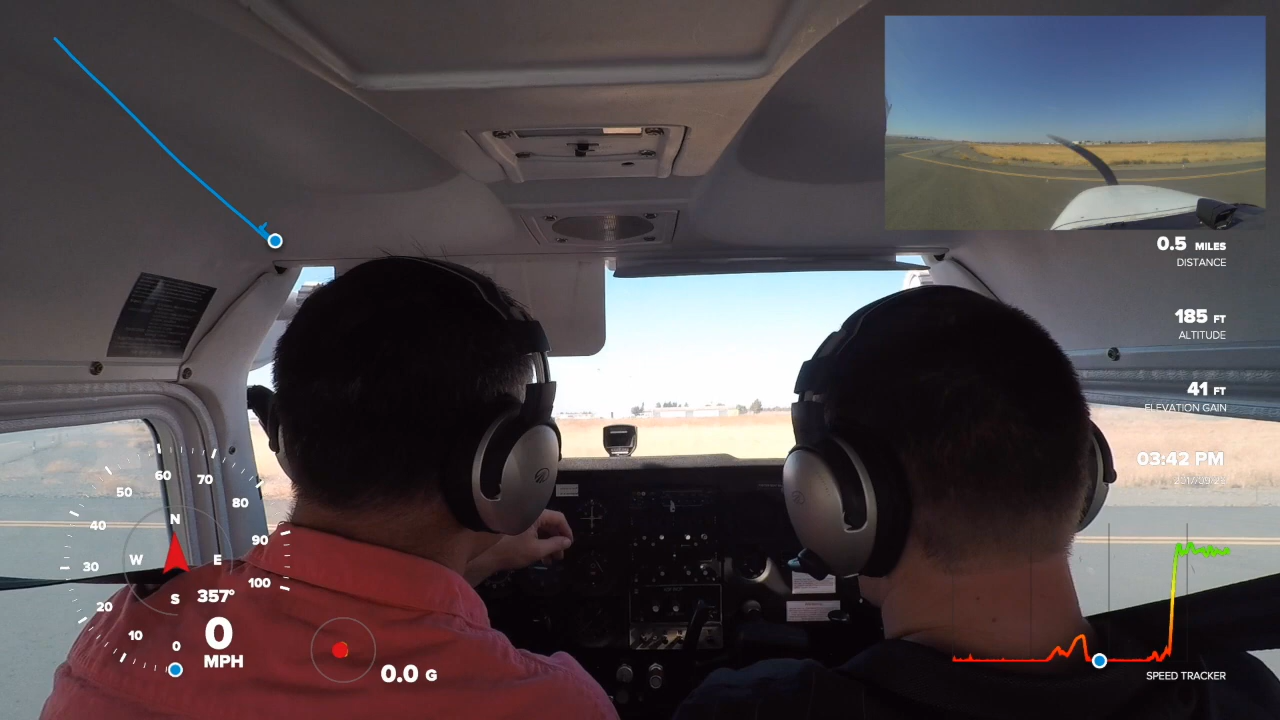 0.5 MILES
DISTANCE
185 FT
ALTITUDE
41 FT
ELEVATION GAIN
03:42 PM
60
70
50
80
40
90
30
100
20
10
0
N
W
E
S
357°
0
MPH
0.0 G
SPEED TRACKER